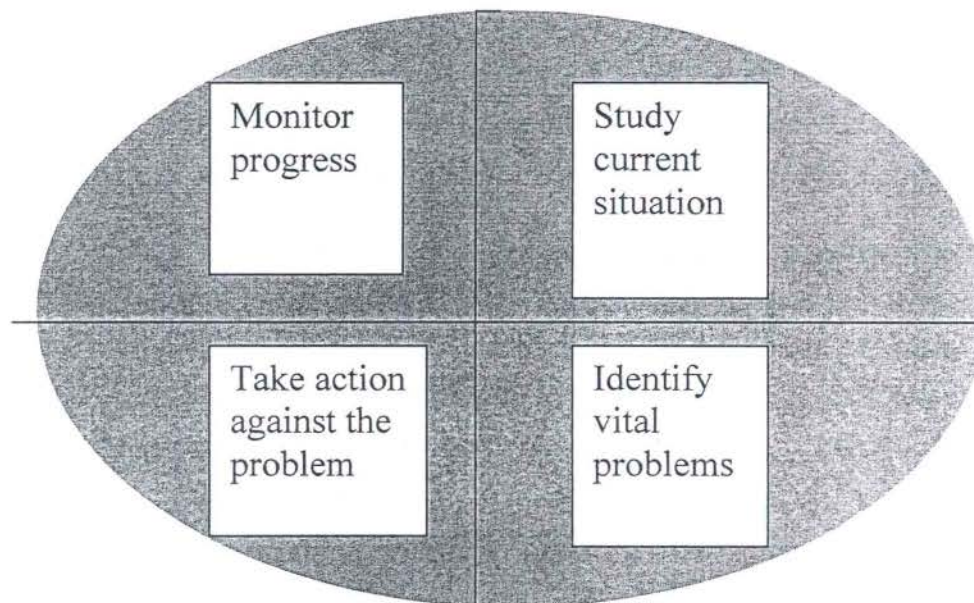 Monitor
progress
Study
current
situation
Take action
against the
problem
Identify
vital
problems